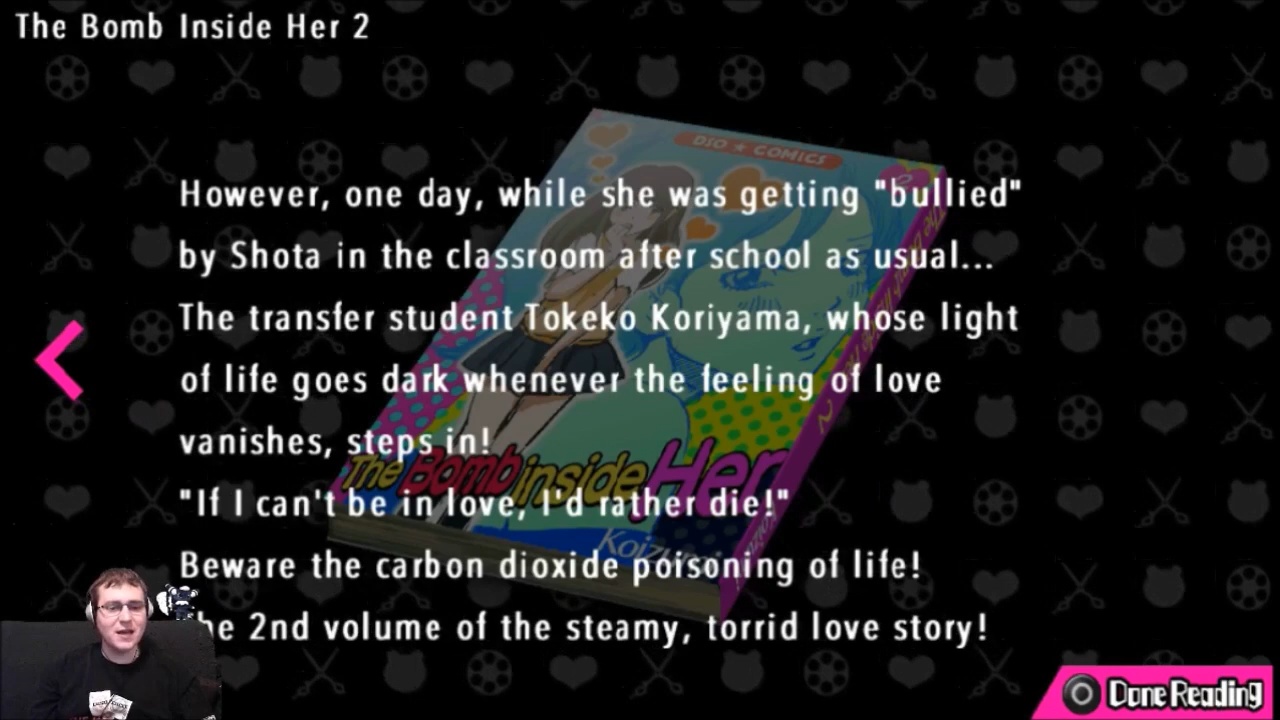 The Bomb Inside Her 2
DIO ★ COMICS
However, one day, while she was getting "bullied"
by Shota in the classroom after school as usual...
The transfer student Tokeko Koriyama, whose light
of life goes dark whenever the feeling of love
vanishes, steps in!
The Bomb inside Her
"If I can't be in love, I'd rather die!"
Beware the carbon dioxide poisoning of life!
he 2nd volume of the steamy, torrid love story!
Done Reading